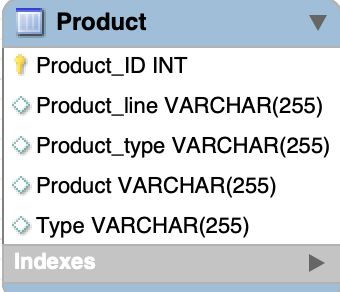 Product
Product_ID INT
Product_line VARCHAR(255)
Product_type VARCHAR(255)
Product VARCHAR(255)
Type VARCHAR(255)
Indexes